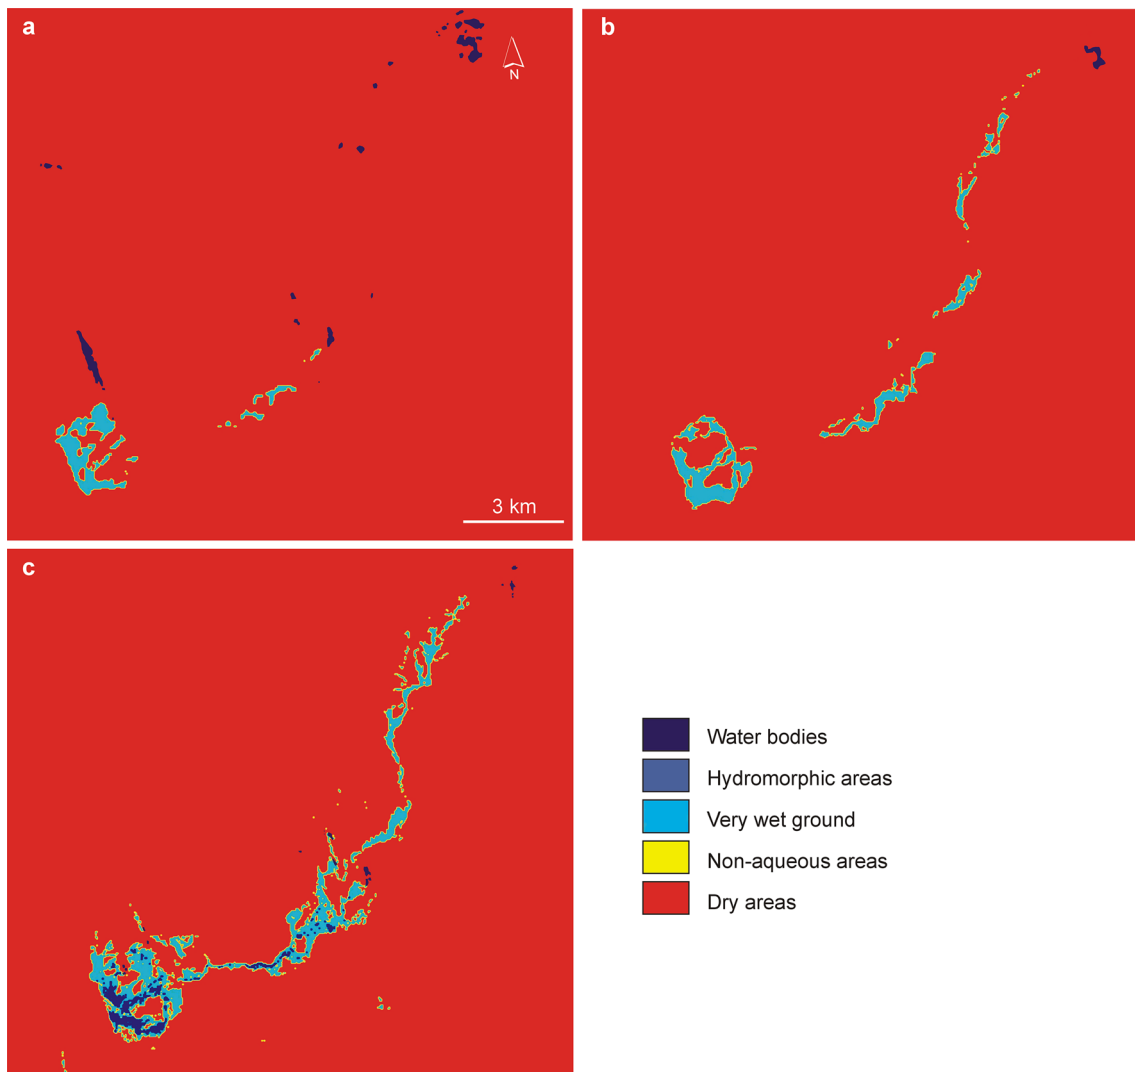 a
N
3 km
b
c
Water bodies
Hydromorphic areas
Very wet ground
Non-aqueous areas
Dry areas